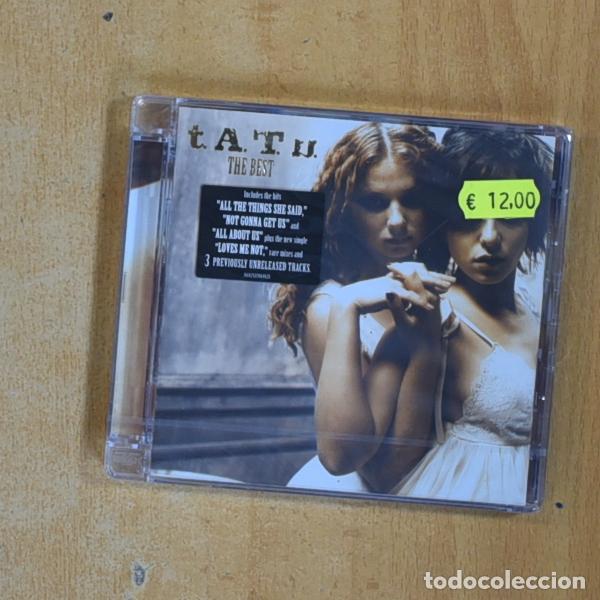 t.A.T.u.
THE BEST
Includes the hits
"ALL THE THINGS SHE SAID,"
"NOT GONNA GET US" and
"ALL ABOUT US" plus the new single
"LOVES ME NOT," rare mixes and
3 PREVIOUSLY UNRELEASED TRACKS.
€ 12,00
todocoleccion.net